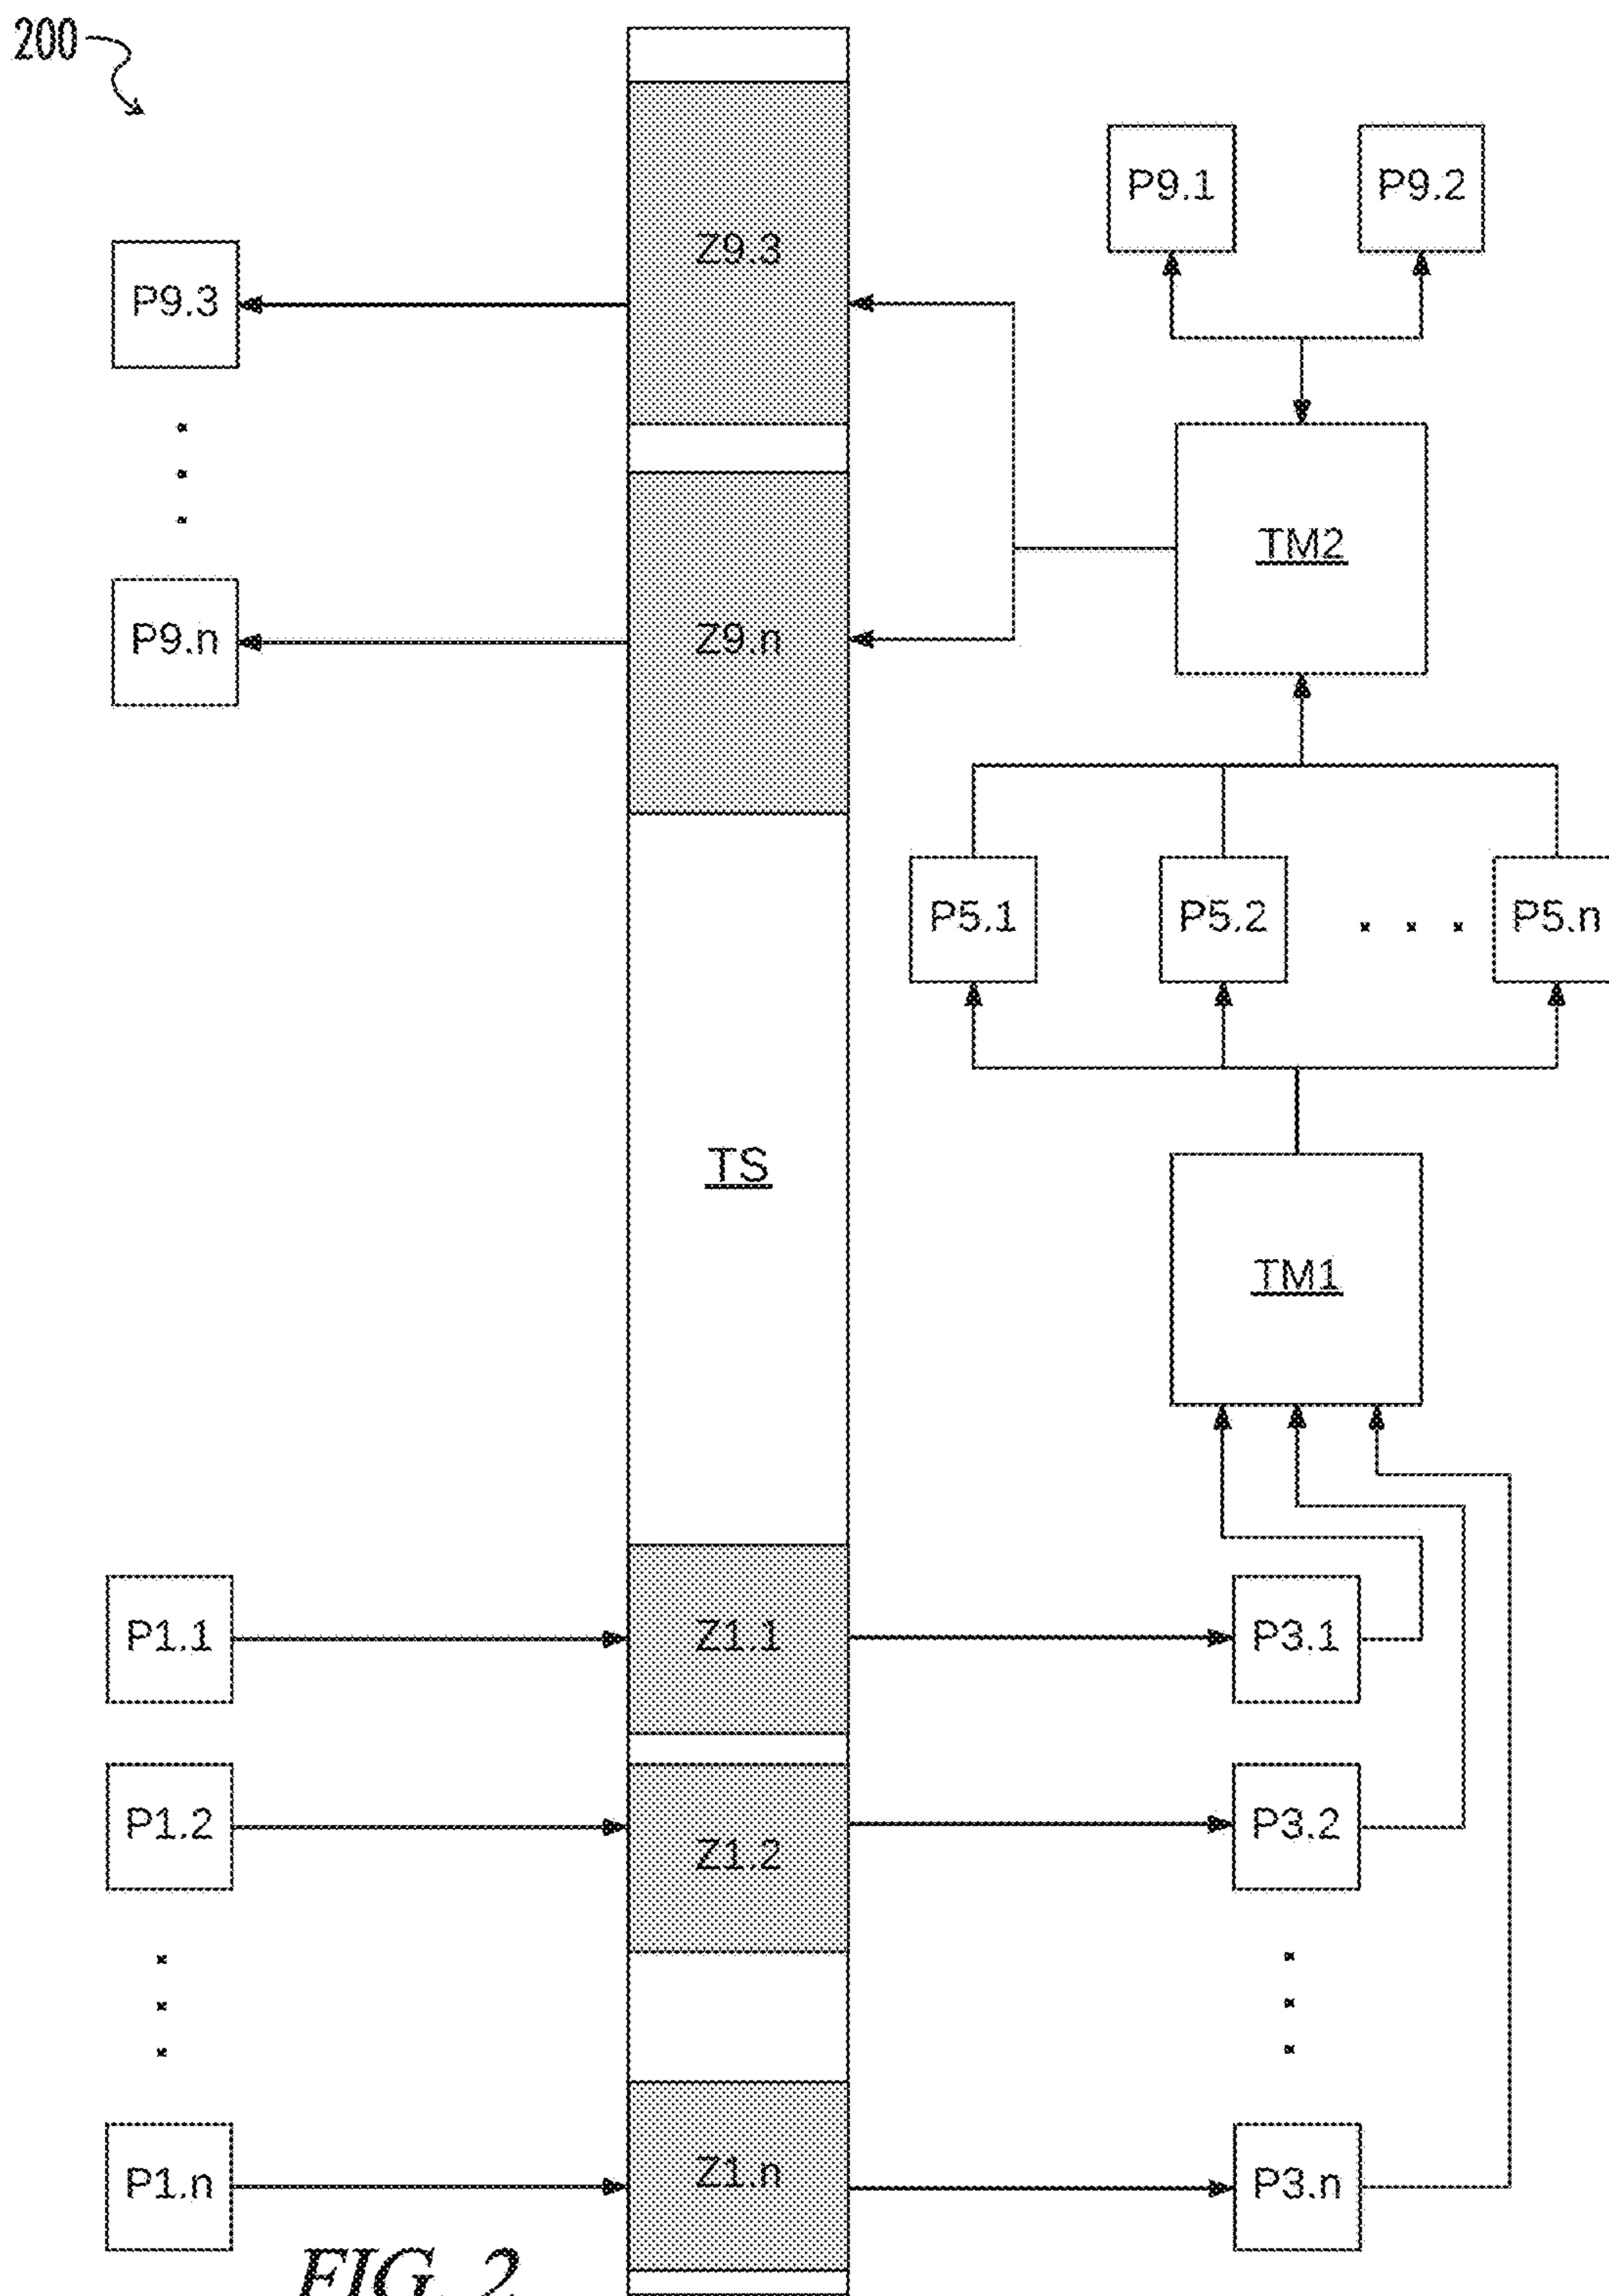 200
P9.1
P9.2
Z9.3
P9.3
TM2
Z9.n
P9.n
P5.1
P5.2
P5.n
TS
TM1
P1.1
Z1.1
P3.1
P1.2
Z1.2
P3.2
P1.n
Z1.n
P3.n
FIG. 2